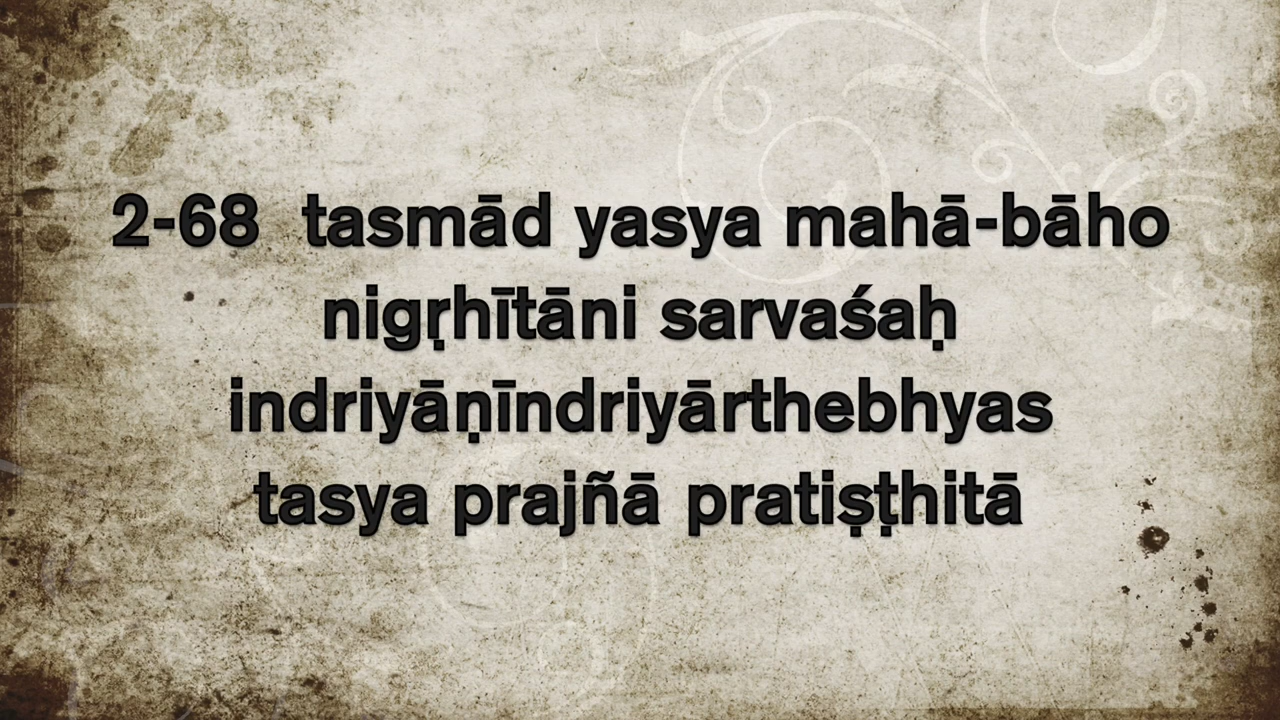 2-68 tasmād yasya mahā-bāho
nigṛhītāni sarvaśaḥ
indriyāṇīndriyārthebhyas
tasya prajñā pratiṣṭhitā